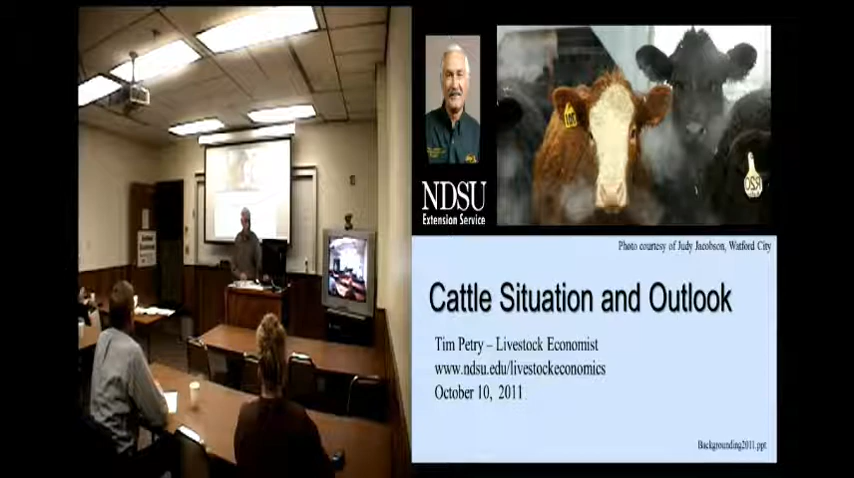 NDSU
Extension Service
Photo courtesy of Judy Jacobson, Watford City
Cattle Situation and Outlook
Tim Petry – Livestock Economist
www.ndsu.edu/livestockeconomics
October 10, 2011
Backgrounding2011.ppt